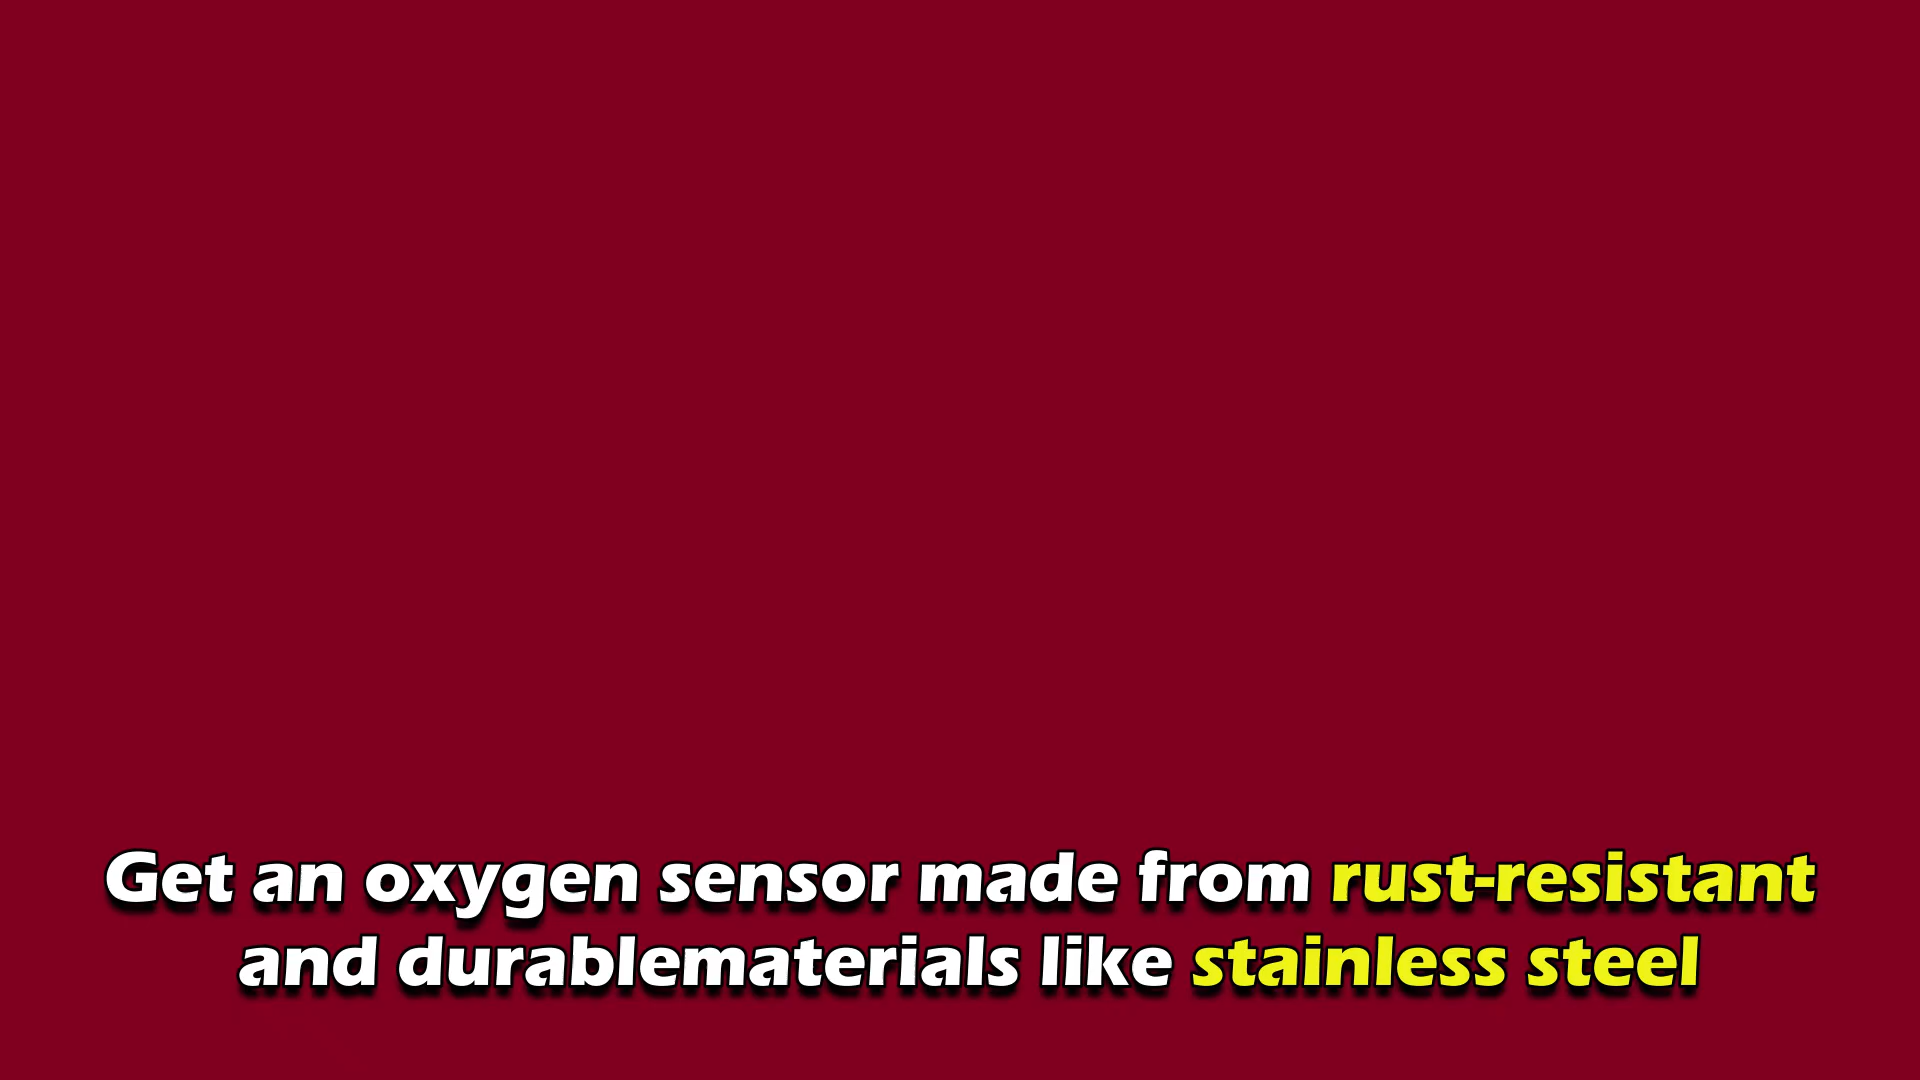 Get an oxygen sensor made from rust-resistant
and durablematerials like stainless steel